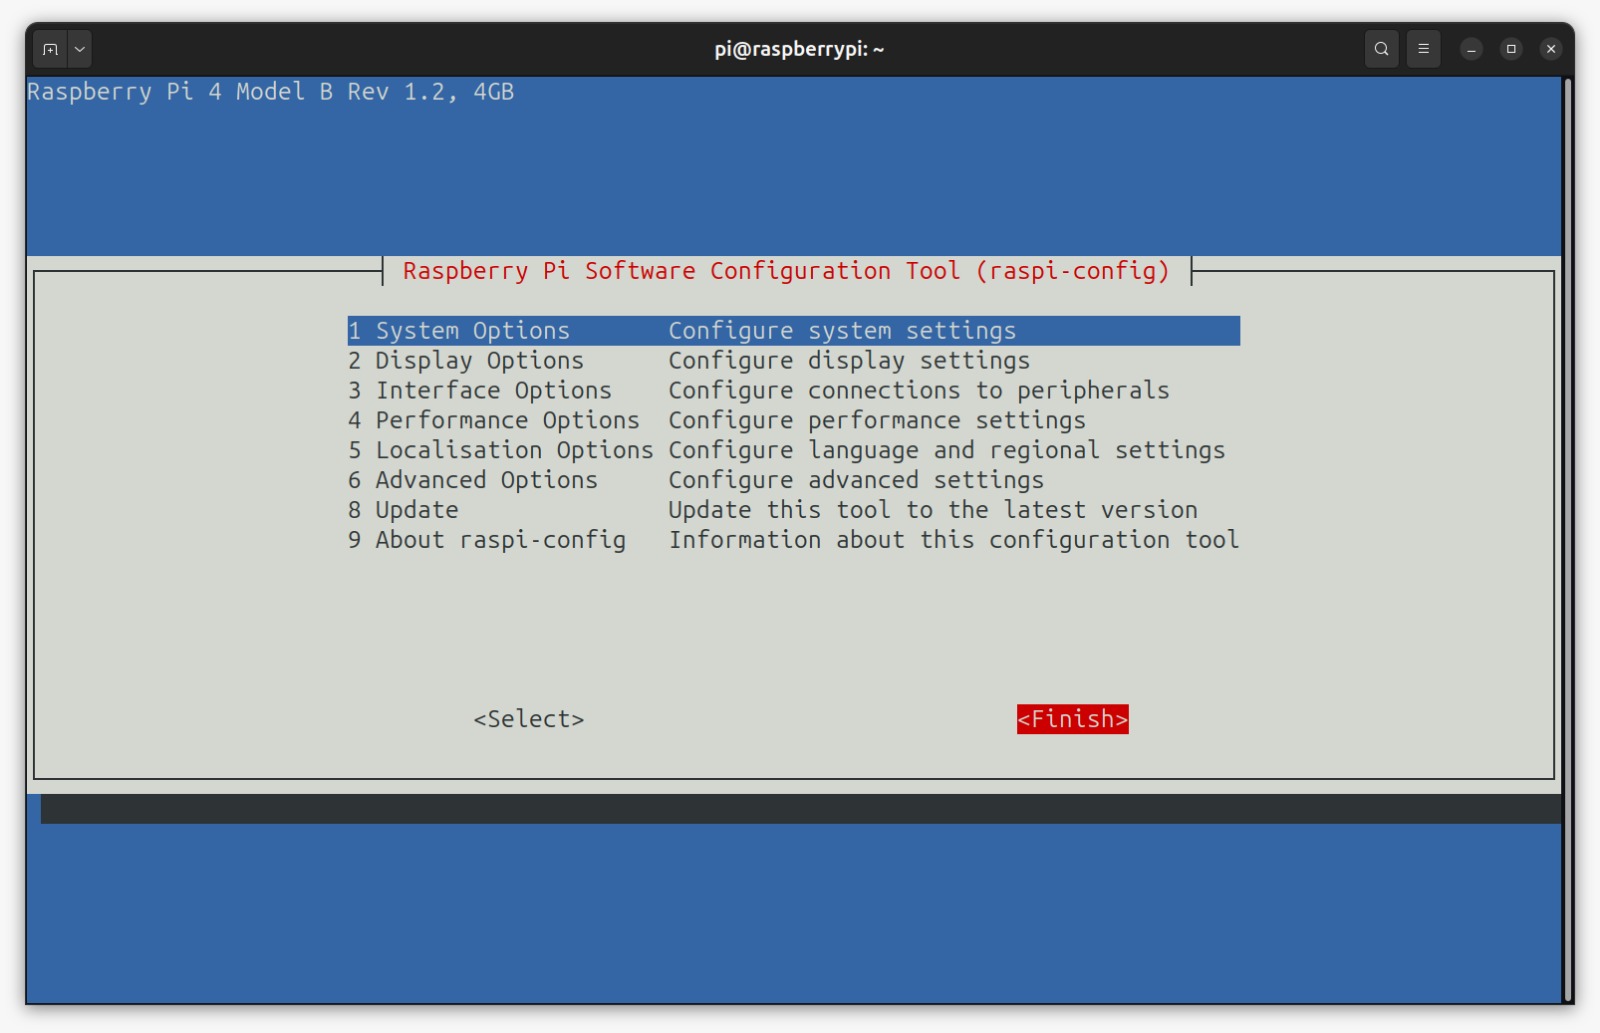 pi@raspberrypi: ~
Raspberry Pi 4 Model B Rev 1.2, 4GB
Raspberry Pi Software Configuration Tool (raspi-config)
1 System Options Configure system settings
2 Display Options Configure display settings
3 Interface Options Configure connections to peripherals
4 Performance Options Configure performance settings
5 Localisation Options Configure language and regional settings
6 Advanced Options Configure advanced settings
8 Update Update this tool to the latest version
9 About raspi-config Information about this configuration tool
<Select> <Finish>